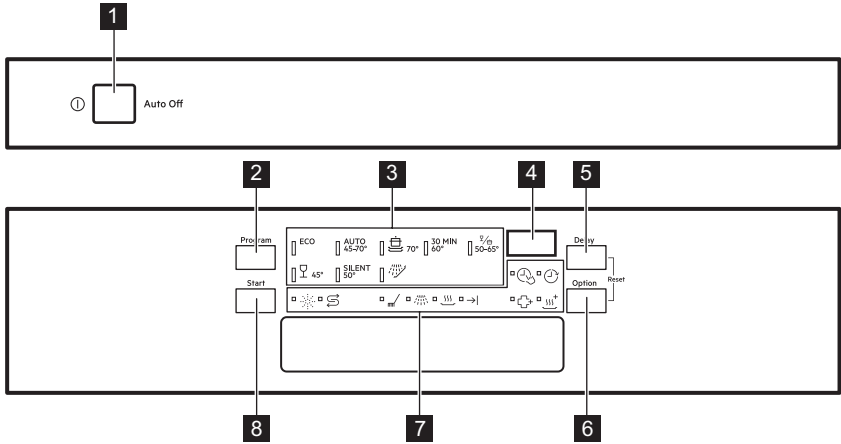 1
Auto Off
2
3
4
5
Program
ECO
AUTO
45-70°
70°
30 MIN
60°
50-65°
Delay
45°
SILENT
50°
Reset
Start
Option
8
7
6